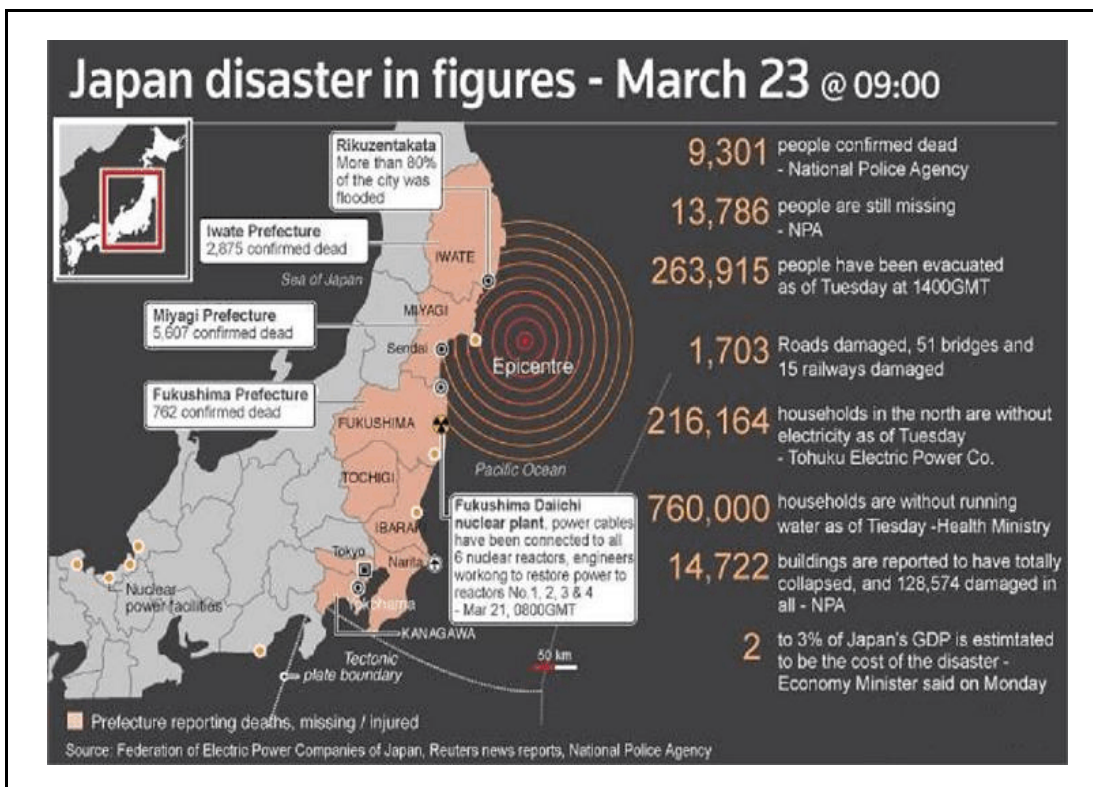 Japan disaster in figures - March 23 @ 09:00
Rikuzentakata
More than 80%
of the city was
flooded
Iwate Prefecture
2,875 confirmed dead
IWATE
Sea of Japan
Miyagi Prefecture
5,607 confirmed dead
MIYAGI
Sendai
Epicentre
Fukushima Prefecture
762 confirmed dead
FUKUSHIMA
Pacific Ocean
TOCHIGI
Fukushima Daiichi
nuclear plant, power cables
have been connected to all
6 nuclear reactors, engineers
workong to restore power to
reactors No.1, 2, 3 & 4
- Mar 21, 0800GMT
IBARAKI
Tokyo
Narita
Nuclear
power facilities
Yokohama
KANAGAWA
Tectonic
plate boundary
50 km
9,301 people confirmed dead
- National Police Agency
13,786 people are still missing
- NPA
263,915 people have been evacuated
as of Tuesday at 1400GMT
1,703 Roads damaged, 51 bridges and
15 railways damaged
216,164 households in the north are without
electricity as of Tuesday
- Tohuku Electric Power Co.
760,000 households are without running
water as of Tiesday -Health Ministry
14,722 buildings are reported to have totally
collapsed, and 128,574 damaged in
all - NPA
2 to 3% of Japan's GDP is estimtated
to be the cost of the disaster -
Economy Minister said on Monday
Prefecture reporting deaths, missing / injured
Source: Federation of Electric Power Companies of Japan, Reuters news reports, National Police Agency